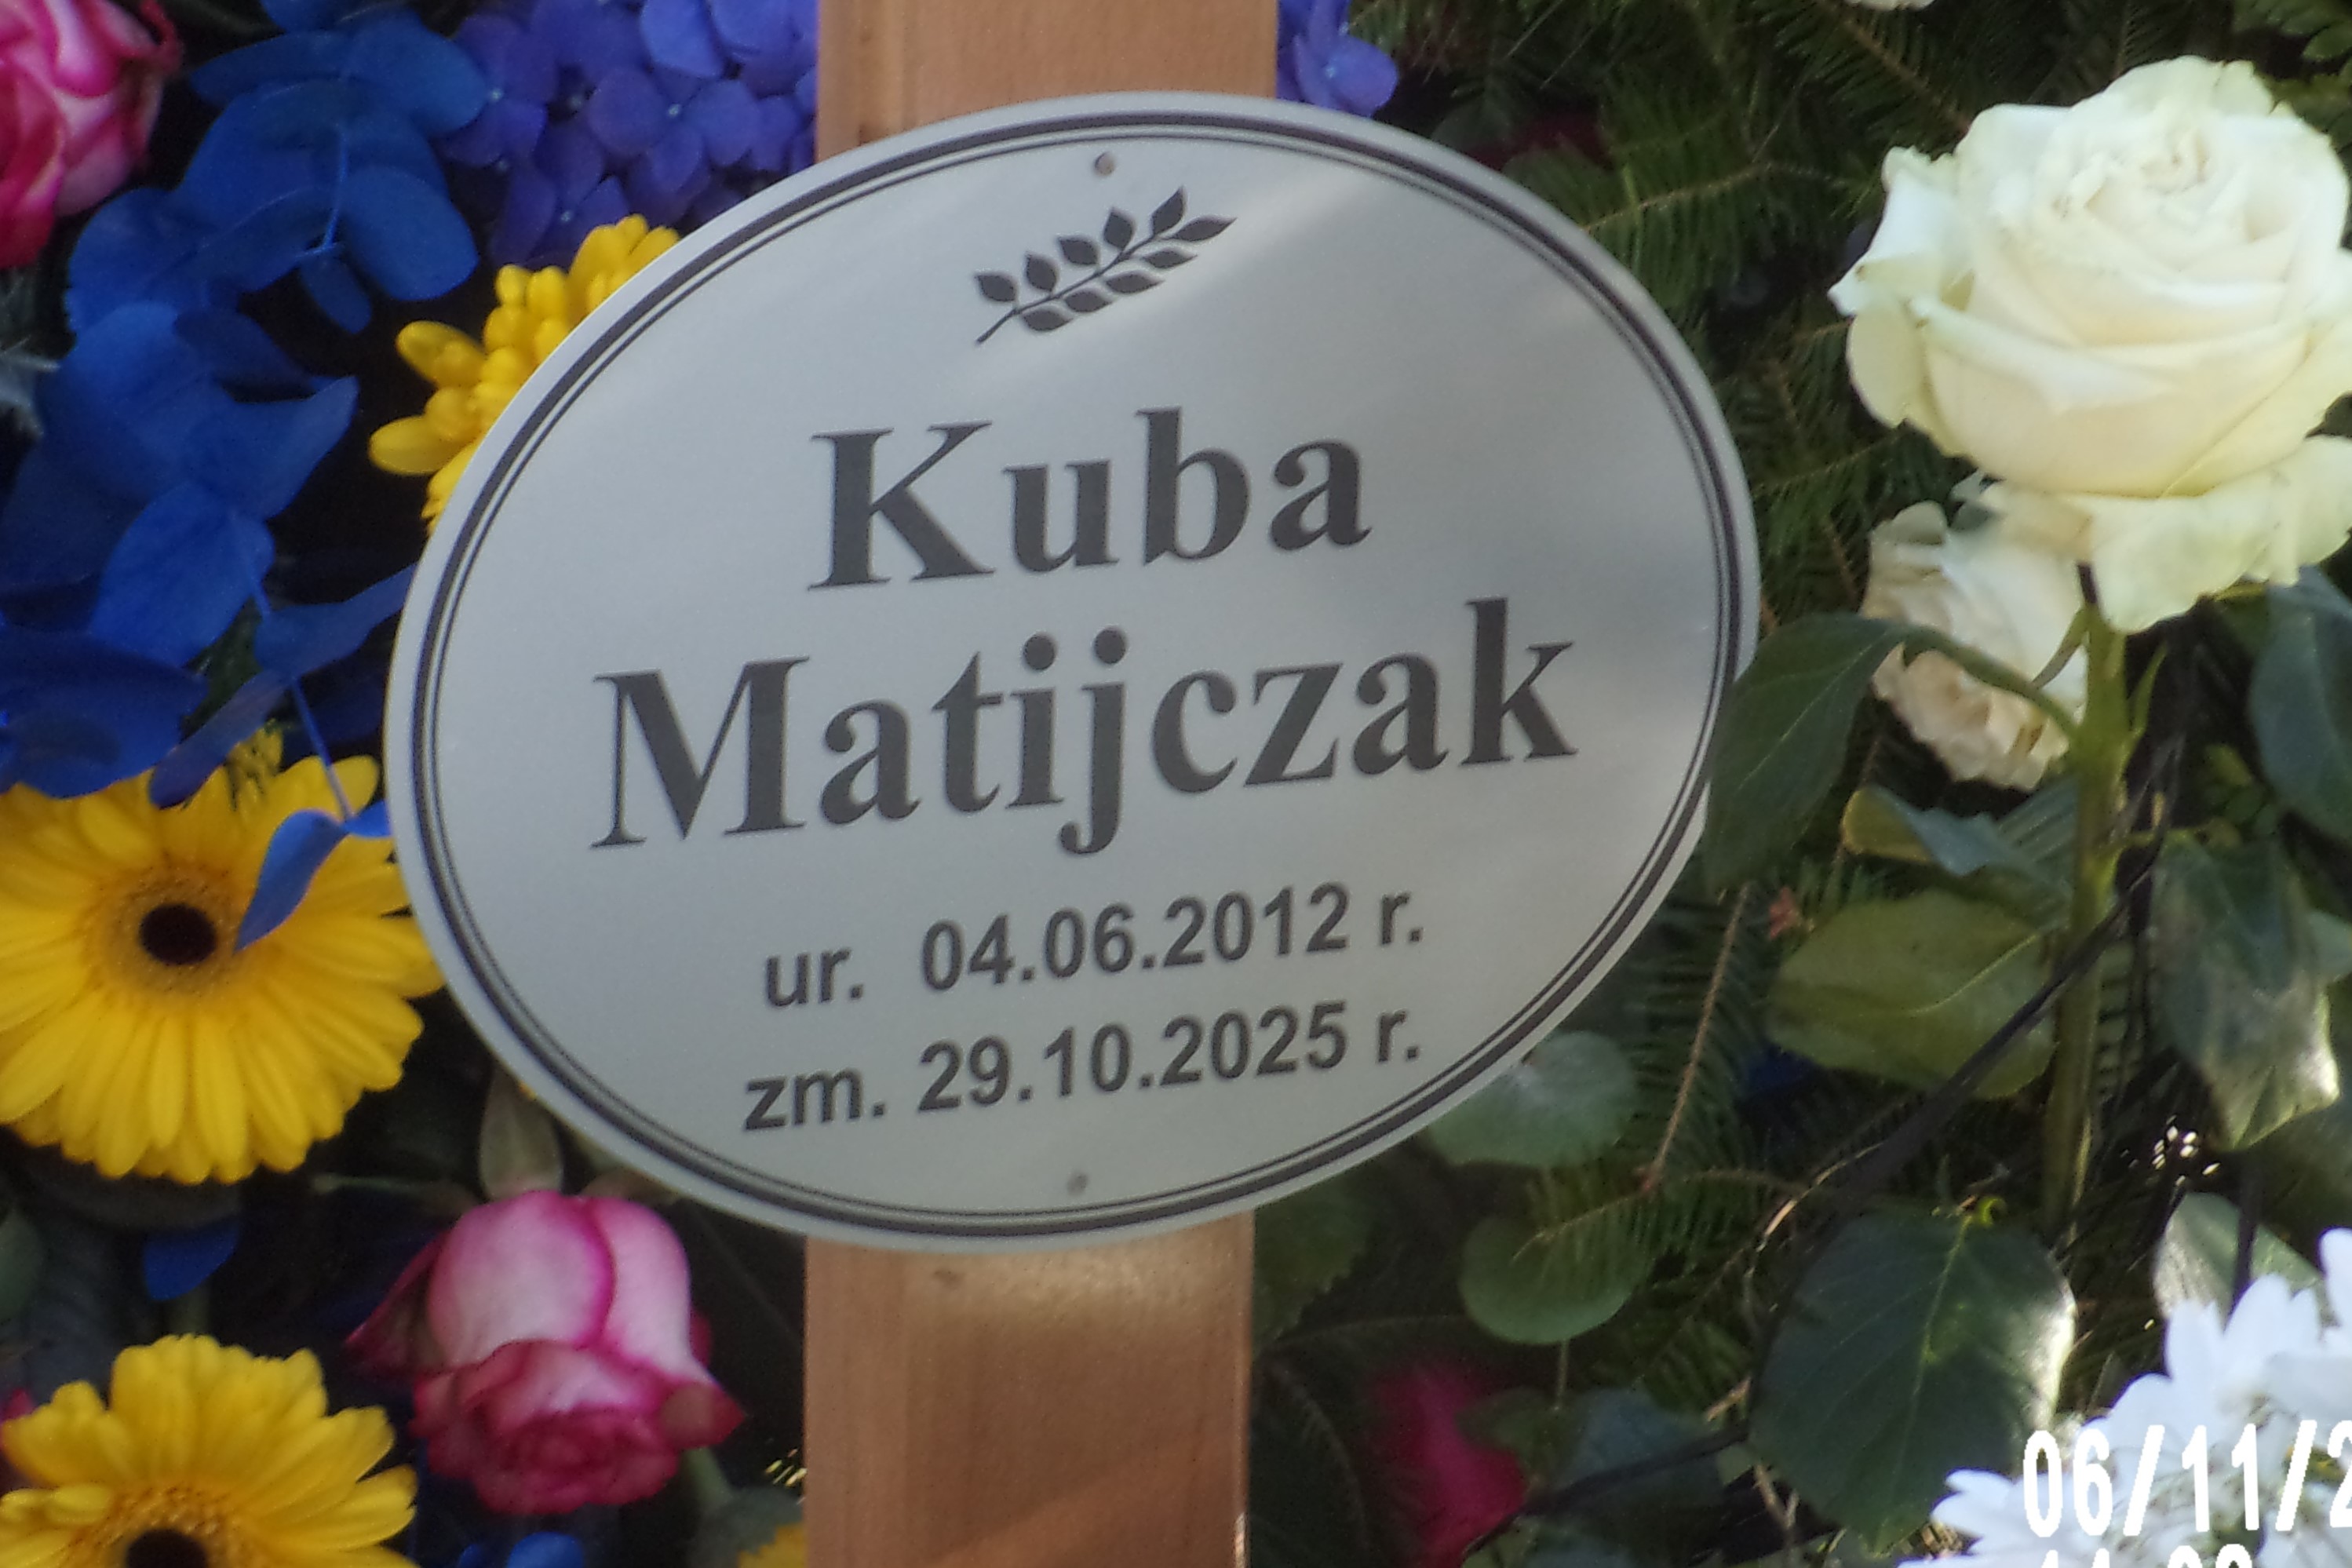 Kuba
Matijczak
ur. 04.06.2012 r.
zm. 29.10.2025 r.
06/11/2